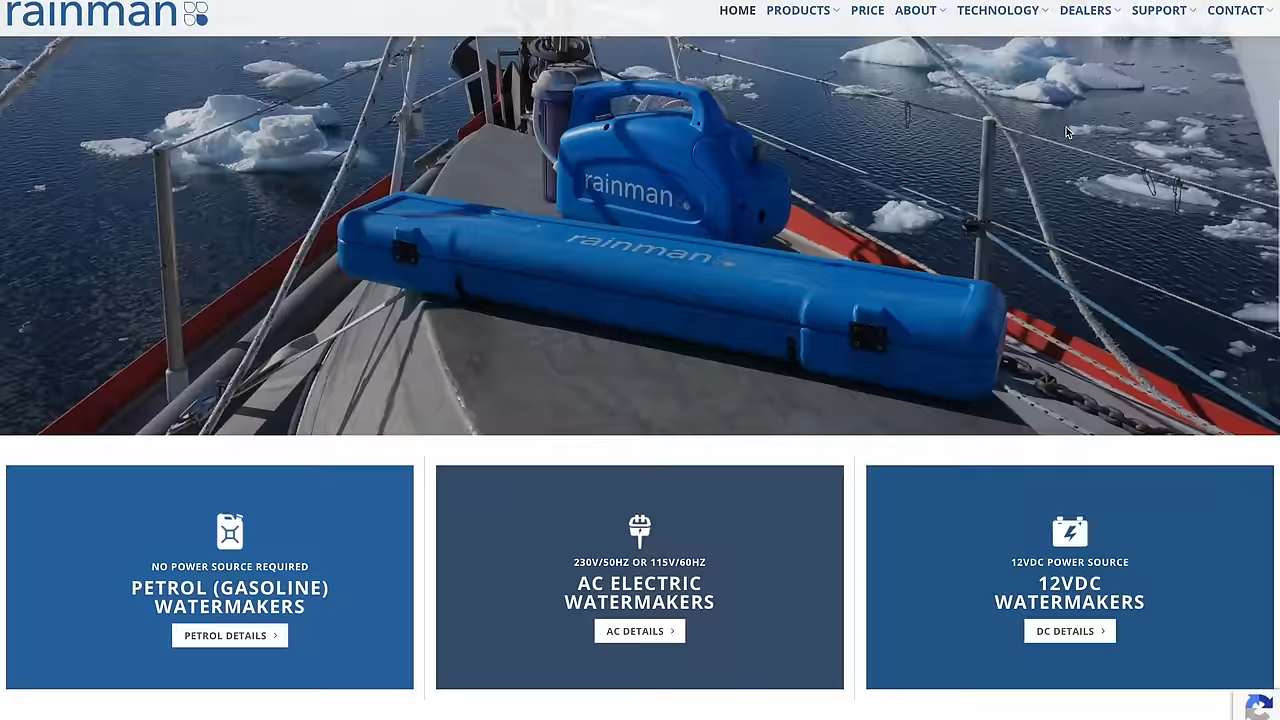 rainman
HOME PRODUCTS PRICE ABOUT TECHNOLOGY DEALERS SUPPORT CONTACT
rainman
rainman
NO POWER SOURCE REQUIRED
PETROL (GASOLINE)
WATERMAKERS
PETROL DETAILS
230V/50HZ OR 115V/60HZ
AC ELECTRIC
WATERMAKERS
AC DETAILS
12VDC POWER SOURCE
12VDC
WATERMAKERS
DC DETAILS